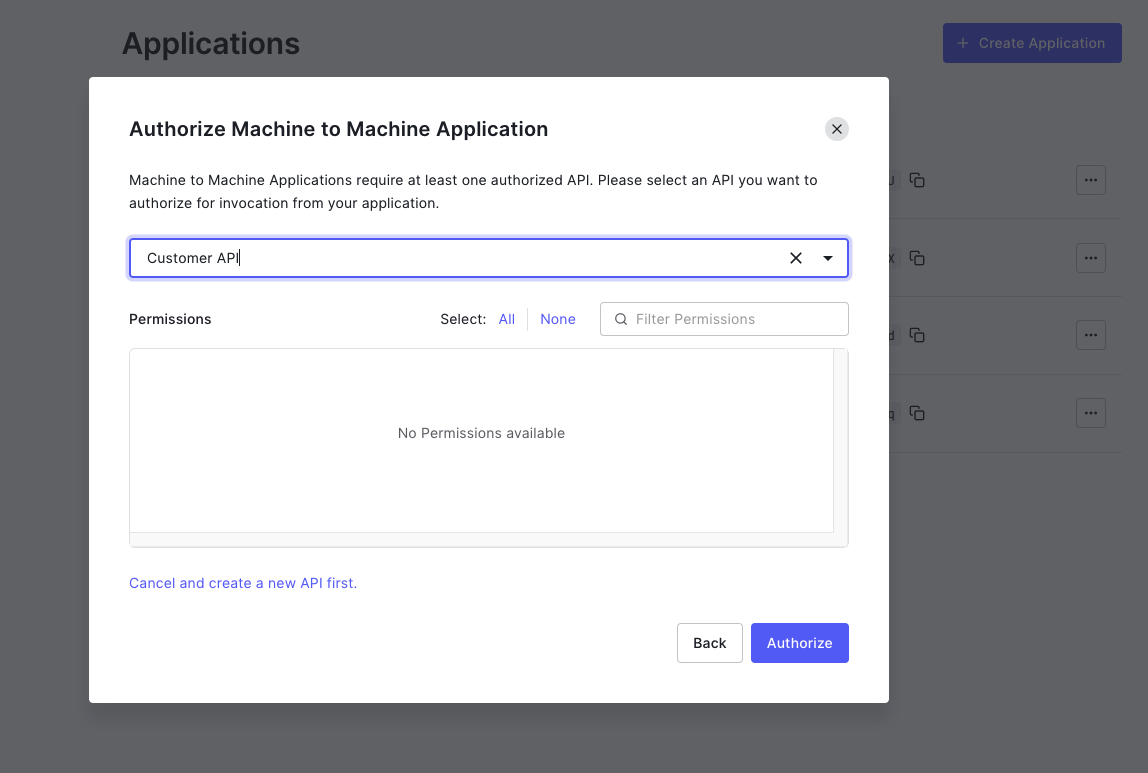 Applications
+ Create Application
Authorize Machine to Machine Application
Machine to Machine Applications require at least one authorized API. Please select an API you want to
authorize for invocation from your application.
Customer API
Permissions
Select: All None
Filter Permissions
No Permissions available
Cancel and create a new API first.
Back
Authorize